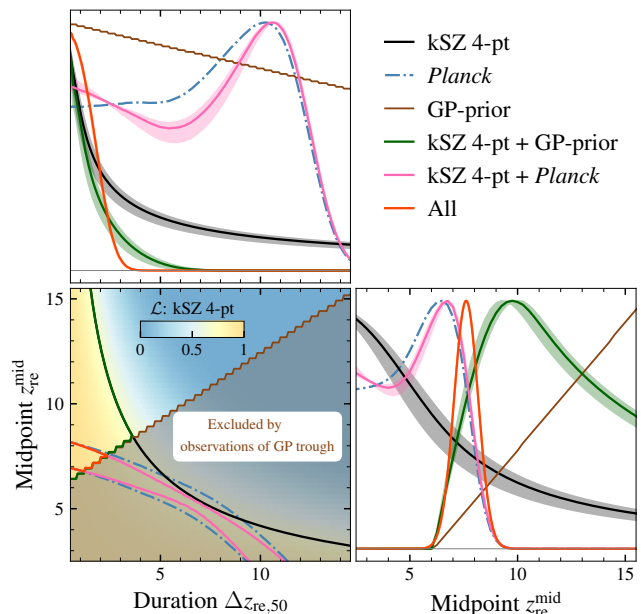 kSZ 4-pt
Planck
GP-prior
kSZ 4-pt + GP-prior
kSZ 4-pt + Planck
All
15
10
5
Midpoint z_re^mid
ℒ: kSZ 4-pt
0 0.5 1
Excluded by
observations of GP trough
5 10
Duration Δz_re,50
5 10 15
Midpoint z_re^mid